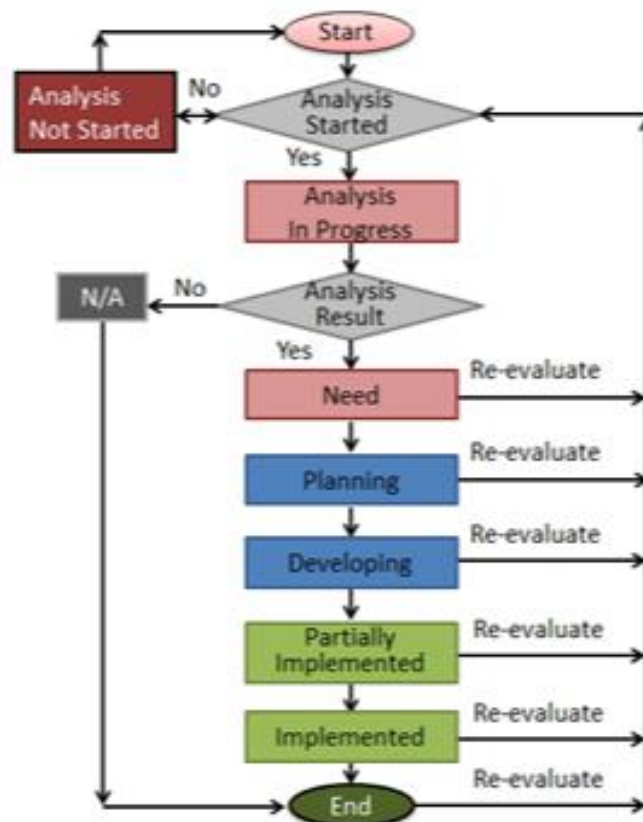 Start
Analysis
Not Started
No
Analysis
Started
Yes
Analysis
In Progress
N/A
No
Analysis
Result
Yes
Need
Re-evaluate
Planning
Re-evaluate
Developing
Re-evaluate
Partially
Implemented
Re-evaluate
Implemented
Re-evaluate
End
Re-evaluate